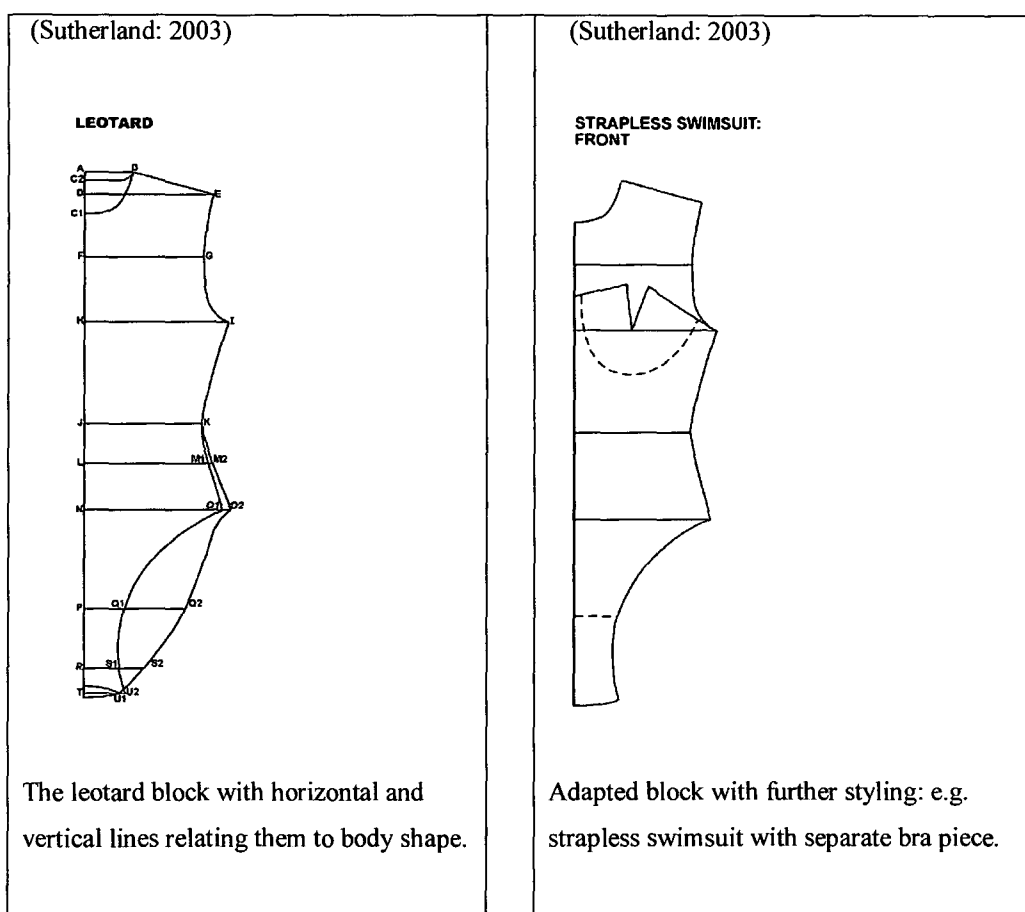 (Sutherland: 2003)
LEOTARD
A B
C2
D E
C1
F G
H I
J K
L M1 M2
N O1 O2
P Q1 Q2
R S1 S2
T U1 U2
The leotard block with horizontal and
vertical lines relating them to body shape.
(Sutherland: 2003)
STRAPLESS SWIMSUIT:
FRONT
Adapted block with further styling: e.g.
strapless swimsuit with separate bra piece.